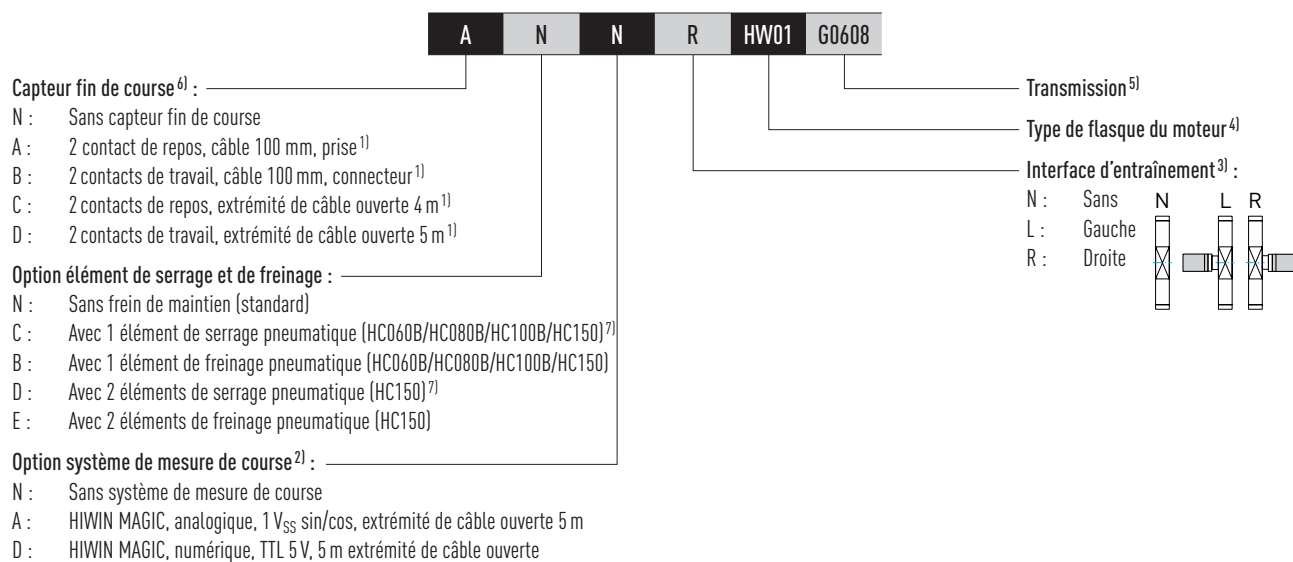 A N N R HW01 G0608
Capteur fin de course 6) :
N : Sans capteur fin de course
A : 2 contact de repos, câble 100 mm, prise 1)
B : 2 contacts de travail, câble 100 mm, connecteur 1)
C : 2 contacts de repos, extrémité de câble ouverte 4 m 1)
D : 2 contacts de travail, extrémité de câble ouverte 5 m 1)
Option élément de serrage et de freinage :
N : Sans frein de maintien (standard)
C : Avec 1 élément de serrage pneumatique (HC060B/HC080B/HC100B/HC150) 7)
B : Avec 1 élément de freinage pneumatique (HC060B/HC080B/HC100B/HC150)
D : Avec 2 éléments de serrage pneumatique (HC150) 7)
E : Avec 2 éléments de freinage pneumatique (HC150)
Option système de mesure de course 2) :
N : Sans système de mesure de course
A : HIWIN MAGIC, analogique, 1 VSS sin/cos, extrémité de câble ouverte 5 m
D : HIWIN MAGIC, numérique, TTL 5 V, 5 m extrémité de câble ouverte
Transmission 5)
Type de flasque du moteur 4)
Interface d'entraînement 3) :
N : Sans
L : Gauche
R : Droite
N L R